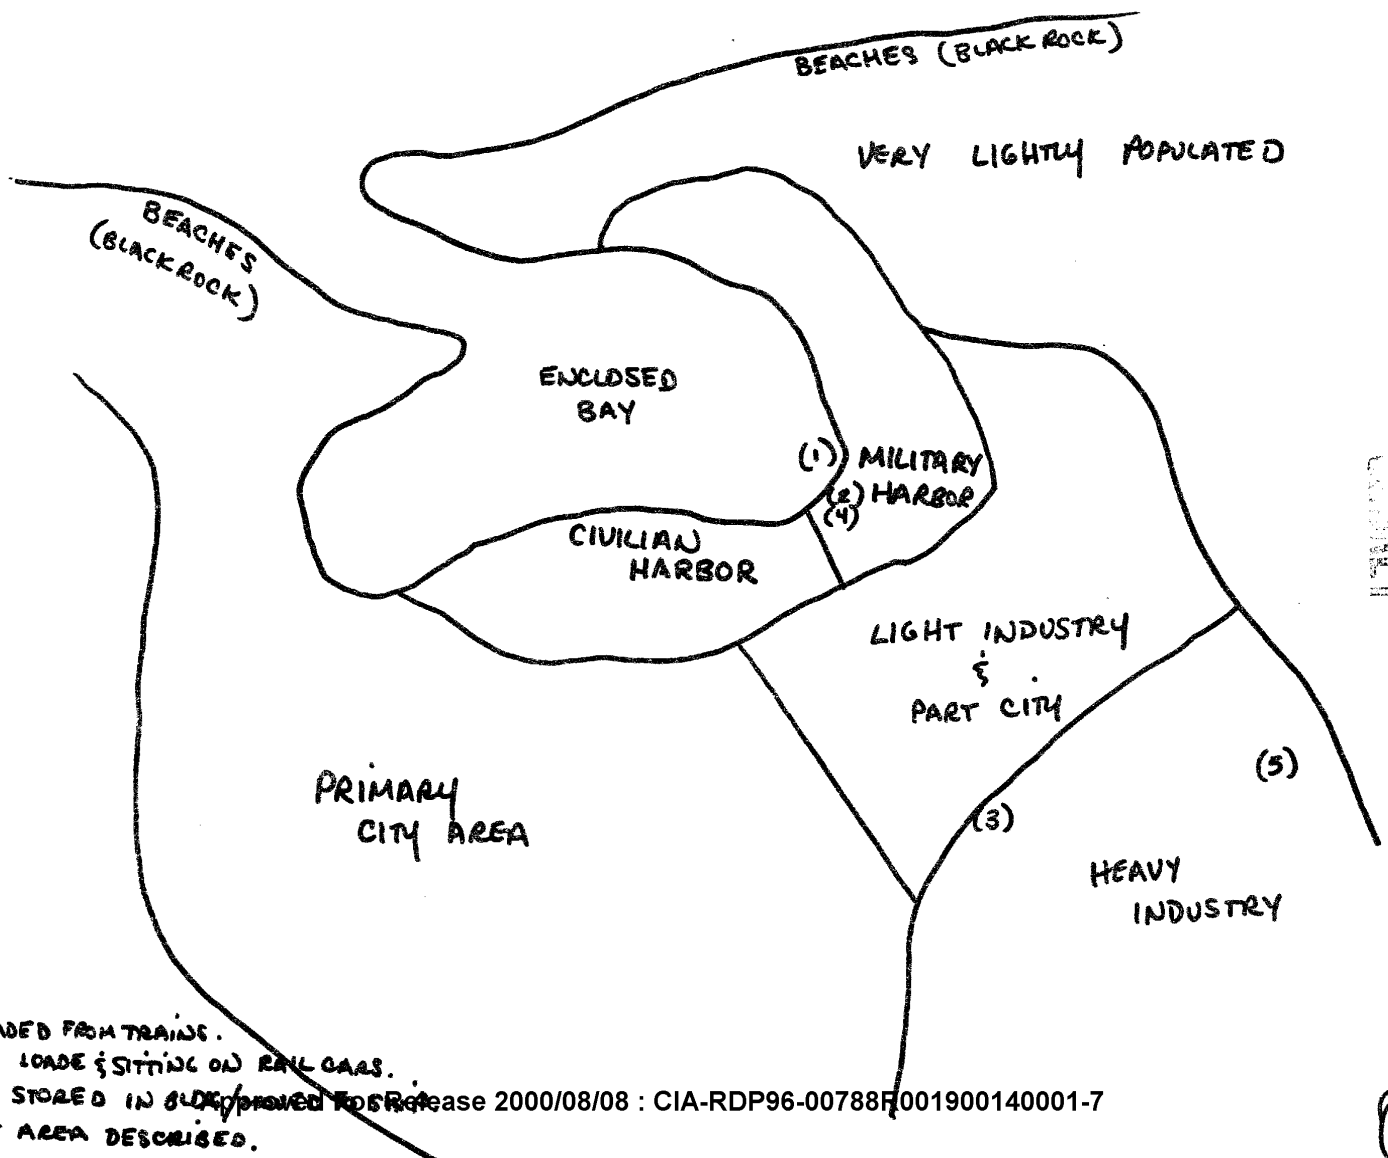 BEACHES (BLACK ROCK)
VERY LIGHTLY POPULATED
BEACHES
(BLACK ROCK)
ENCLOSED
BAY
(1) MILITARY
(2) HARBOR
(4)
CIVILIAN
HARBOR
LIGHT INDUSTRY
&
PART CITY
(5)
PRIMARY
CITY AREA
(3)
HEAVY
INDUSTRY
ADED FROM TRAINS.
LOADE & SITTING ON RAIL CARS.
STORED IN
Approved For Release 2000/08/08 : CIA-RDP96-00788R001900140001-7
AREA DESCRIBED.